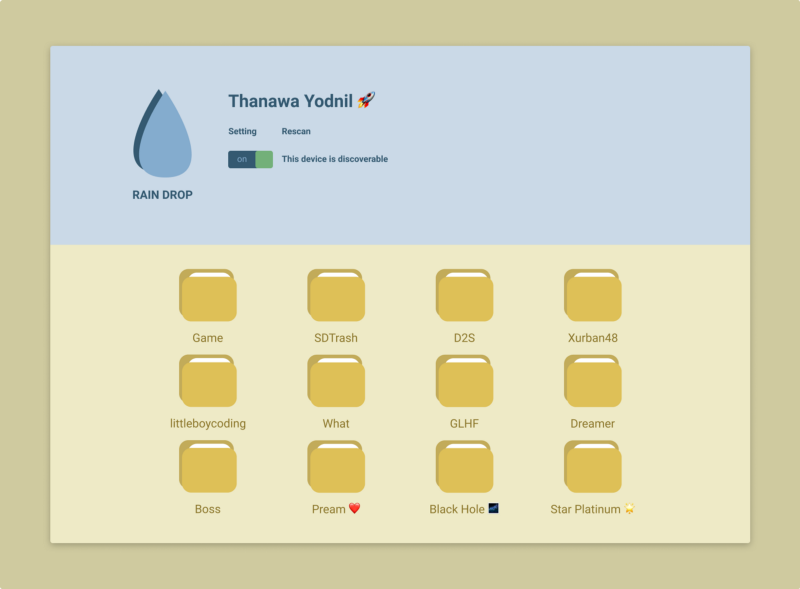 Thanawa Yodnil 🚀
Setting Rescan
on This device is discoverable
RAIN DROP
Game SDTrash D2S Xurban48
littleboycoding What GLHF Dreamer
Boss Pream ❤️ Black Hole 🌌 Star Platinum 🌟